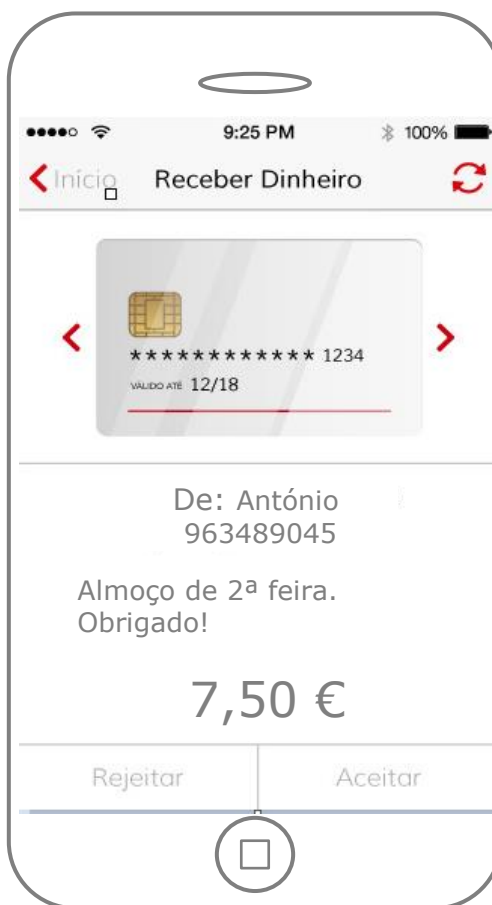 9:25 PM 100%
Início Receber Dinheiro
************ 1234
VÁLIDO ATÉ 12/18
De: António
963489045
Almoço de 2ª feira.
Obrigado!
7,50 €
Rejeitar Aceitar